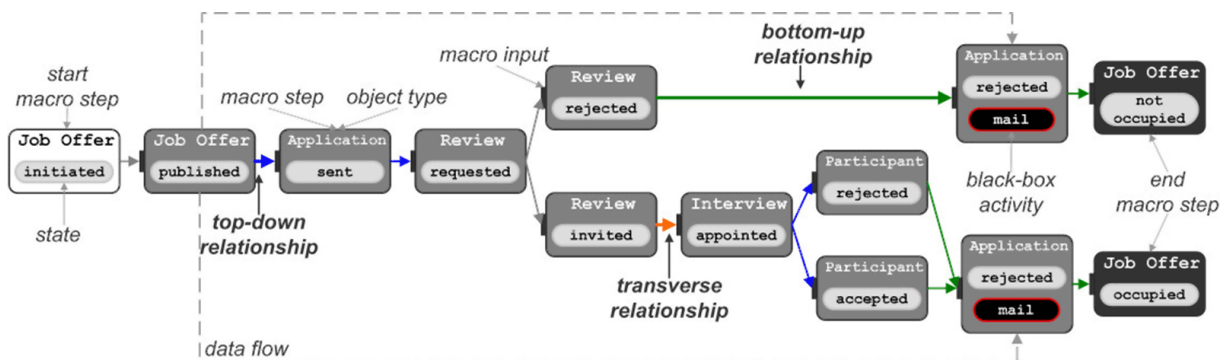 start
macro step
Job Offer
initiated
state
Job Offer
published
top-down
relationship
data flow
macro step
object type
Application
sent
Review
requested
macro input
Review
rejected
Review
invited
transverse
relationship
Interview
appointed
bottom-up
relationship
Participant
rejected
Participant
accepted
Application
rejected
mail
black-box
activity
Application
rejected
mail
Job Offer
not
occupied
end
macro step
Job Offer
occupied